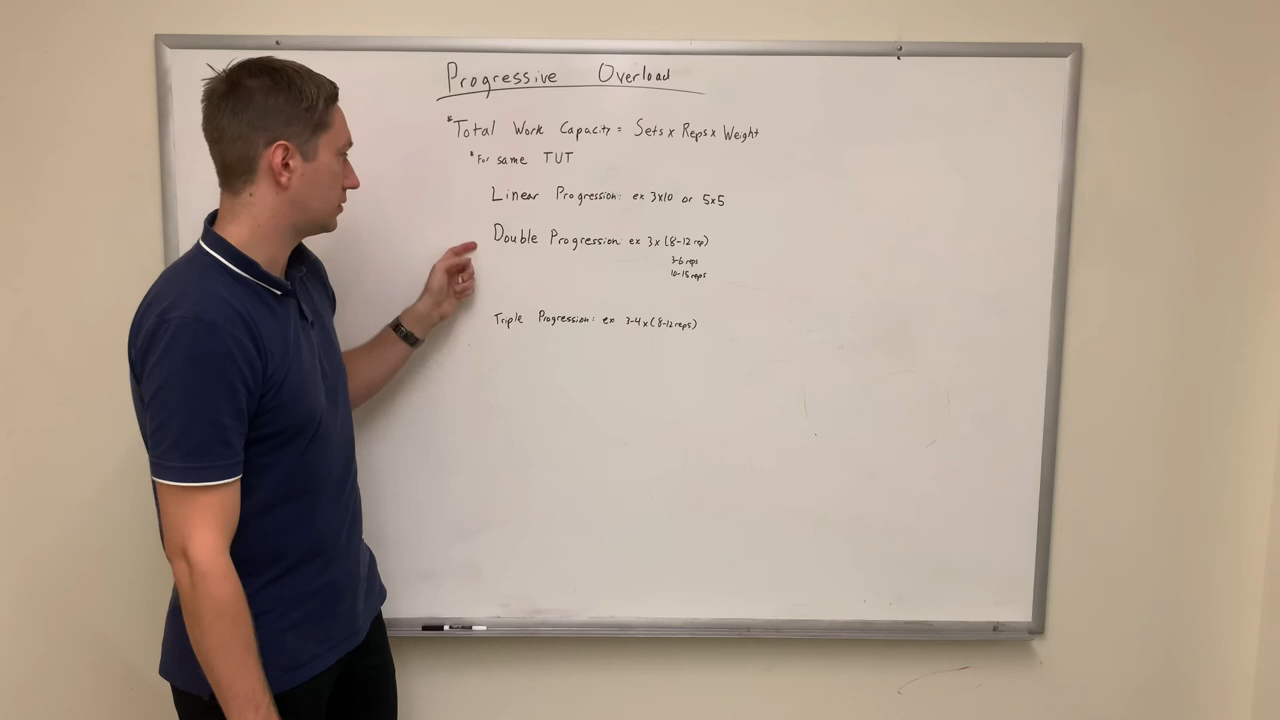 Progressive Overload
*Total Work Capacity = Sets x Reps x Weight
*For same TUT
Linear Progression: ex 3x10 or 5x5
Double Progression ex 3x (8-12 rep)
3-6 reps
10-15 reps
Triple Progression: ex 3-4x(8-12 reps)